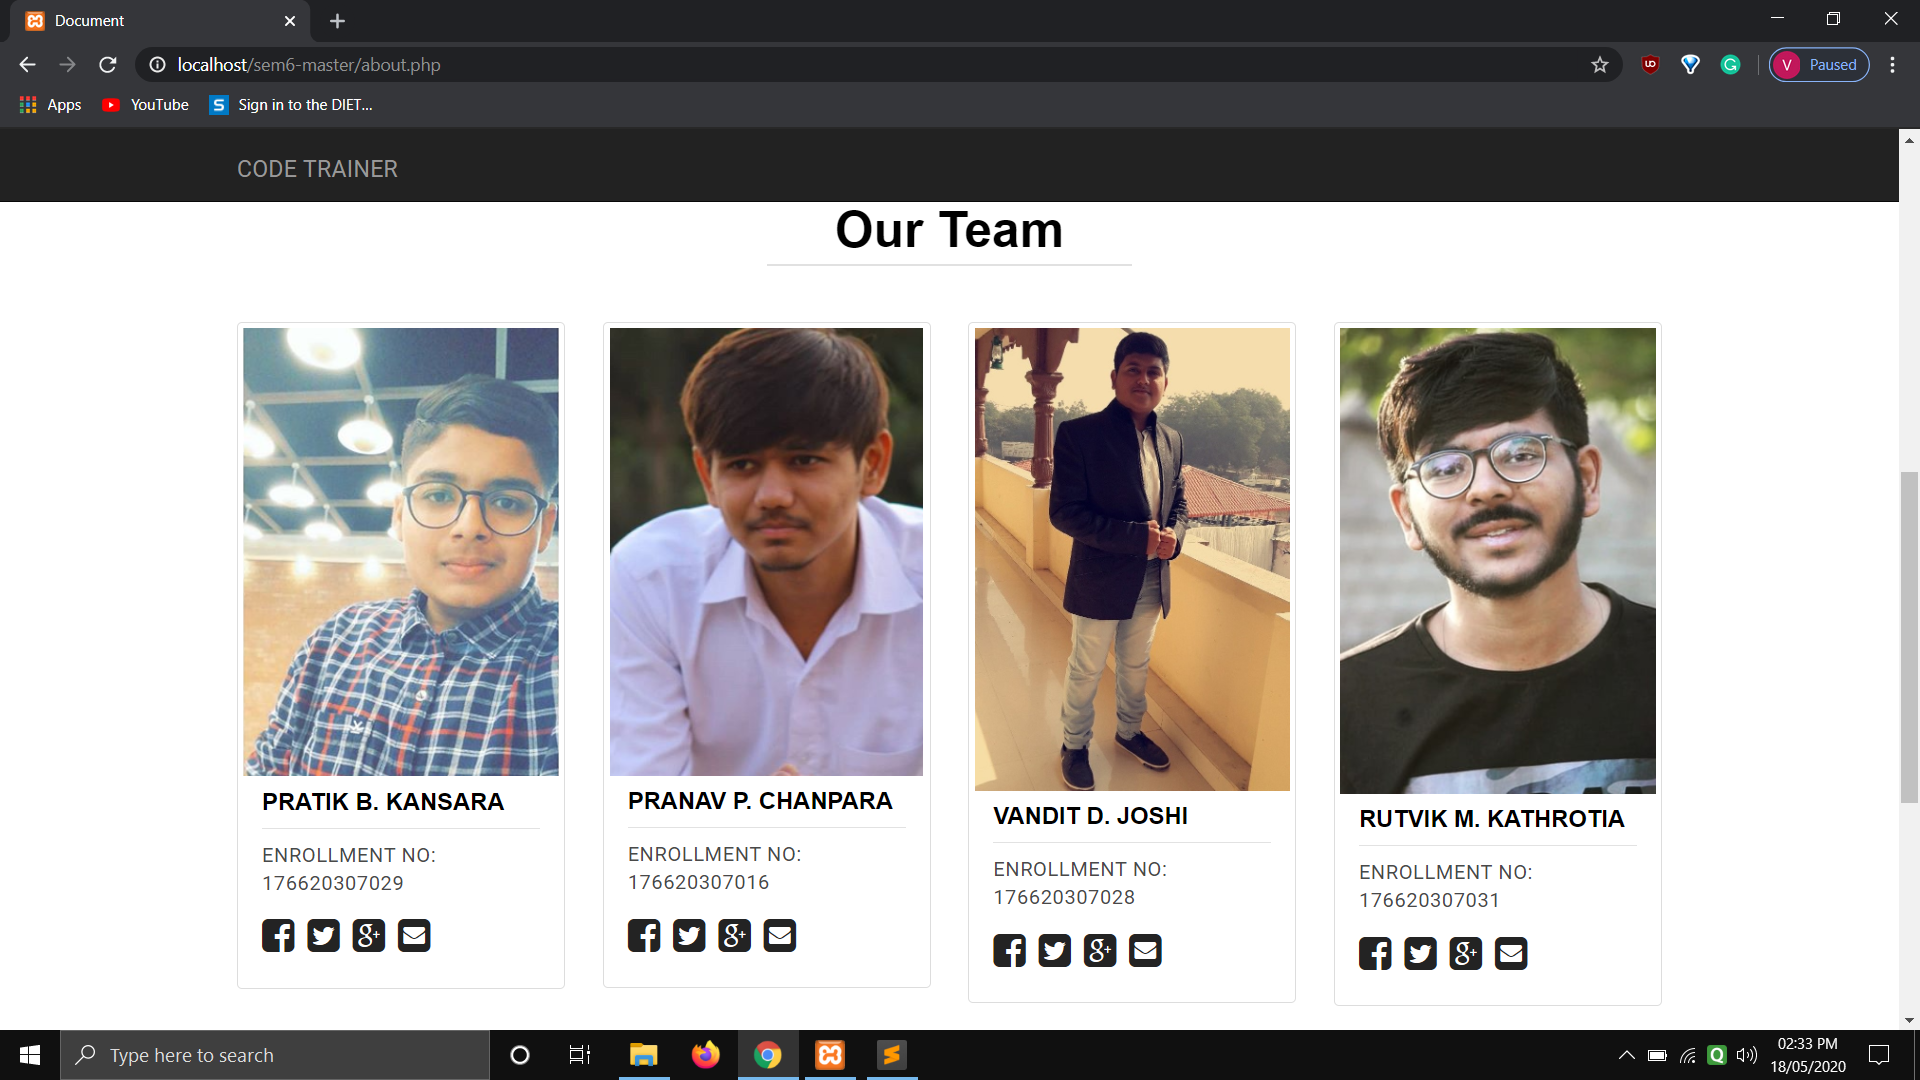 Document
localhost/sem6-master/about.php
V Paused
Apps YouTube S Sign in to the DIET...
CODE TRAINER
Our Team
PRATIK B. KANSARA
ENROLLMENT NO:
176620307029
PRANAV P. CHANPARA
ENROLLMENT NO:
176620307016
VANDIT D. JOSHI
ENROLLMENT NO:
176620307028
RUTVIK M. KATHROTIA
ENROLLMENT NO:
176620307031
Type here to search
02:33 PM
18/05/2020